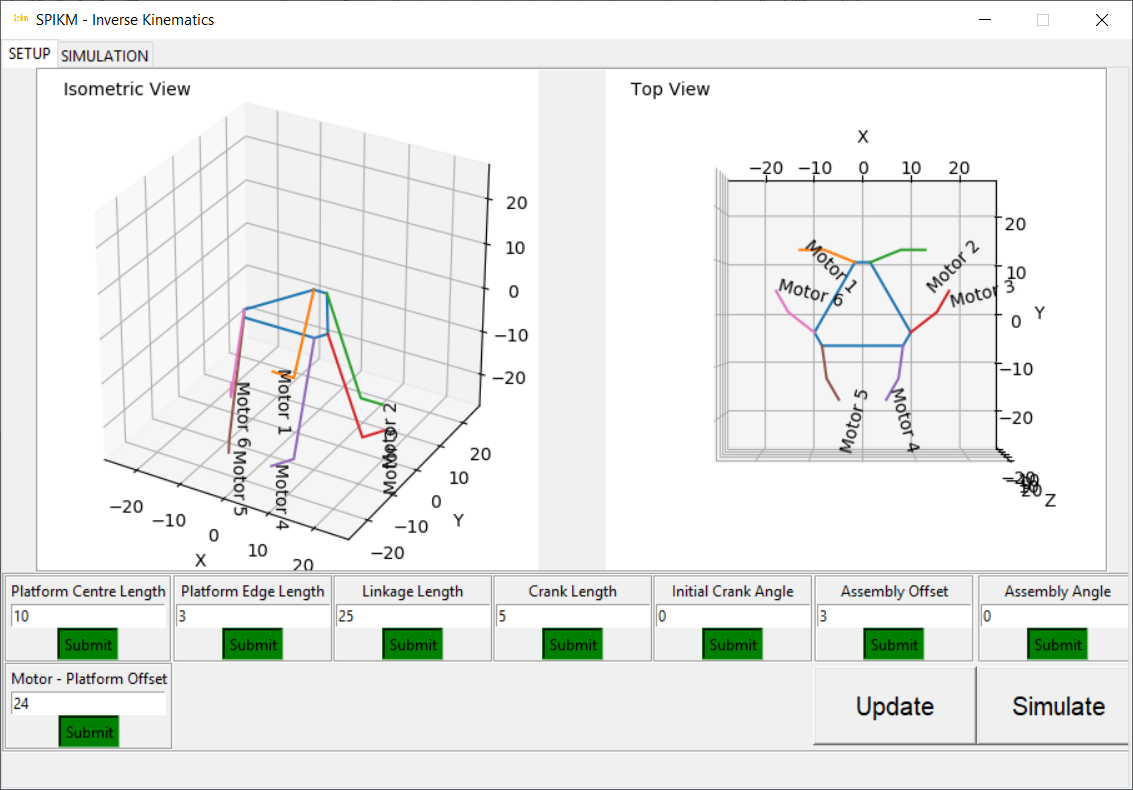 SPIKM - Inverse Kinematics
SETUP SIMULATION
Isometric View
20
10
0
−10
−20
20
10
0
−10
−20
Y
−20
−10
0
10
20
X
Motor 1
Motor 2
Motor 4
Motor 5
Motor 6
Top View
X
−20 −10 0 10 20
20
10
0
−10
−20
Y
Z
−20
20
Motor 1
Motor 2
Motor 3
Motor 4
Motor 5
Motor 6
Platform Centre Length Platform Edge Length Linkage Length Crank Length Initial Crank Angle Assembly Offset Assembly Angle
10 3 25 5 0 3 0
Submit Submit Submit Submit Submit Submit Submit
Motor - Platform Offset
24
Submit
Update Simulate